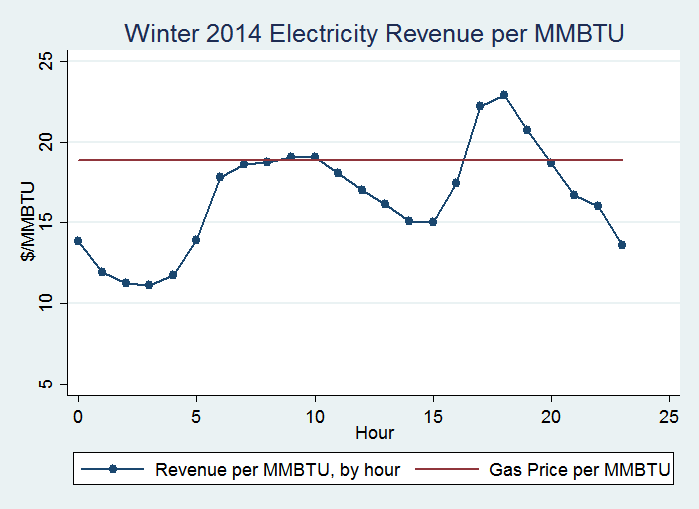 Winter 2014 Electricity Revenue per MMBTU
$/MMBTU
25
20
15
10
5
0 5 10 15 20 25
Hour
Revenue per MMBTU, by hour Gas Price per MMBTU